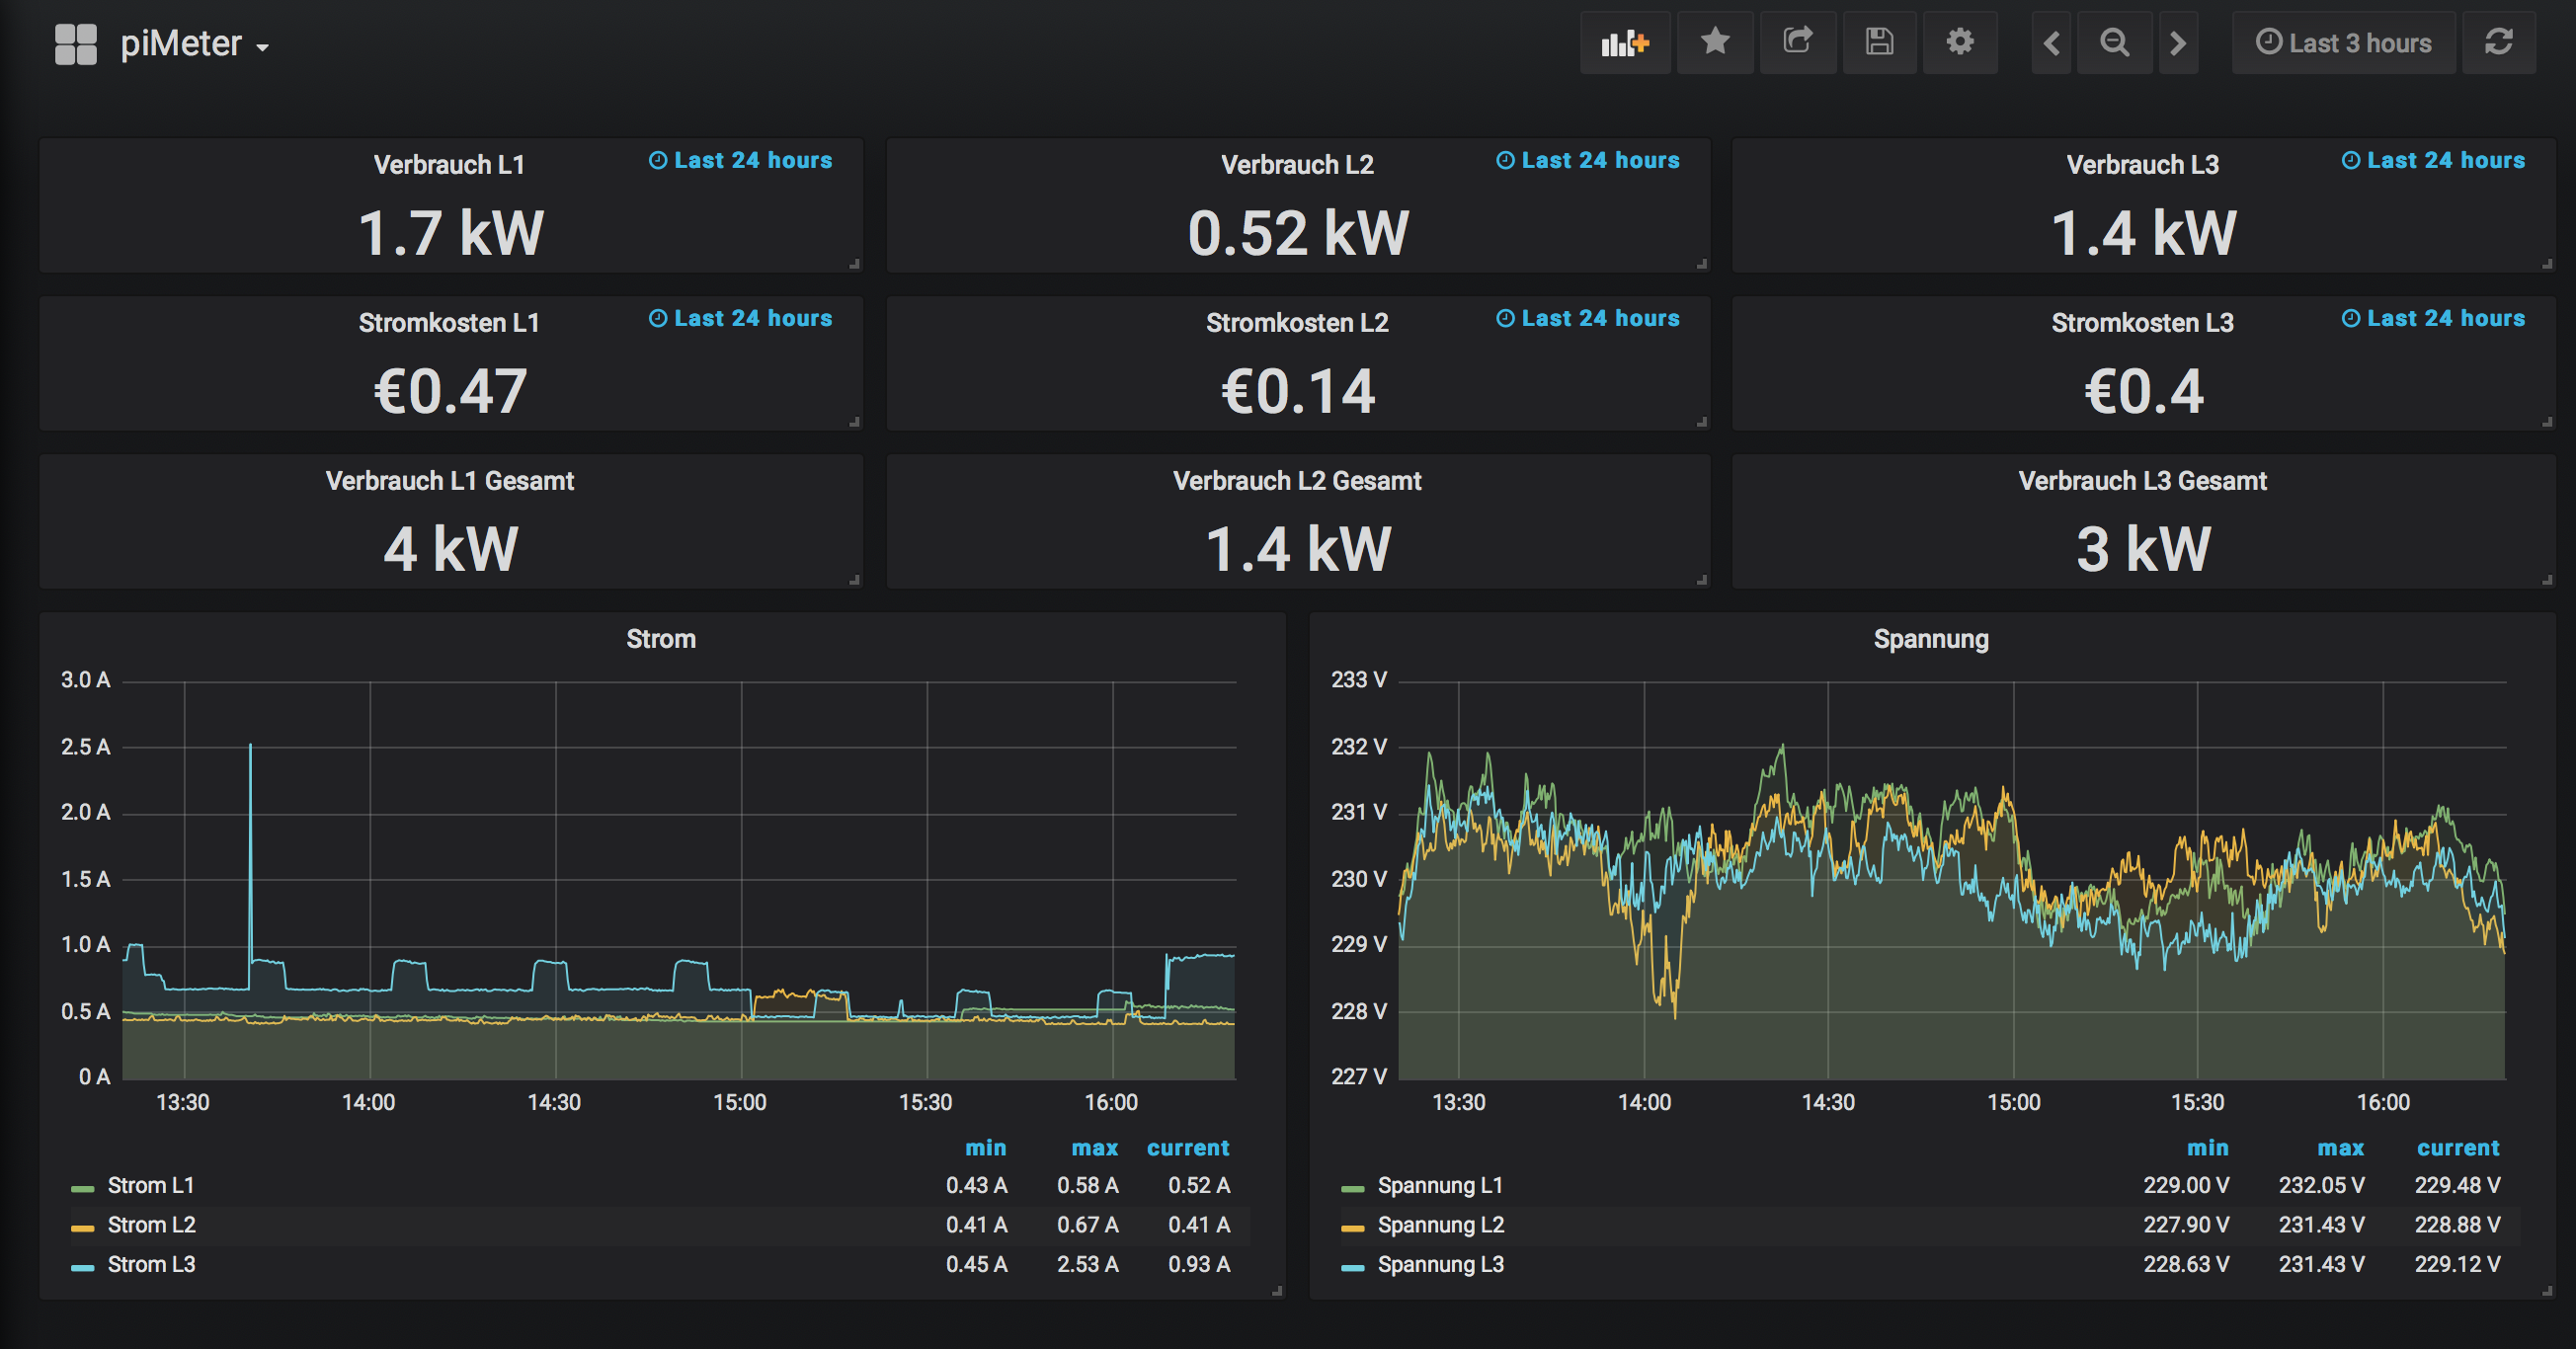 piMeter
Last 3 hours
Verbrauch L1
Last 24 hours
1.7 kW
Verbrauch L2
Last 24 hours
0.52 kW
Verbrauch L3
Last 24 hours
1.4 kW
Stromkosten L1
Last 24 hours
€0.47
Stromkosten L2
Last 24 hours
€0.14
Stromkosten L3
Last 24 hours
€0.4
Verbrauch L1 Gesamt
4 kW
Verbrauch L2 Gesamt
1.4 kW
Verbrauch L3 Gesamt
3 kW
Strom
3.0 A
2.5 A
2.0 A
1.5 A
1.0 A
0.5 A
0 A
13:30 14:00 14:30 15:00 15:30 16:00
min max current
Strom L1 0.43 A 0.58 A 0.52 A
Strom L2 0.41 A 0.67 A 0.41 A
Strom L3 0.45 A 2.53 A 0.93 A
Spannung
233 V
232 V
231 V
230 V
229 V
228 V
227 V
13:30 14:00 14:30 15:00 15:30 16:00
min max current
Spannung L1 229.00 V 232.05 V 229.48 V
Spannung L2 227.90 V 231.43 V 228.88 V
Spannung L3 228.63 V 231.43 V 229.12 V